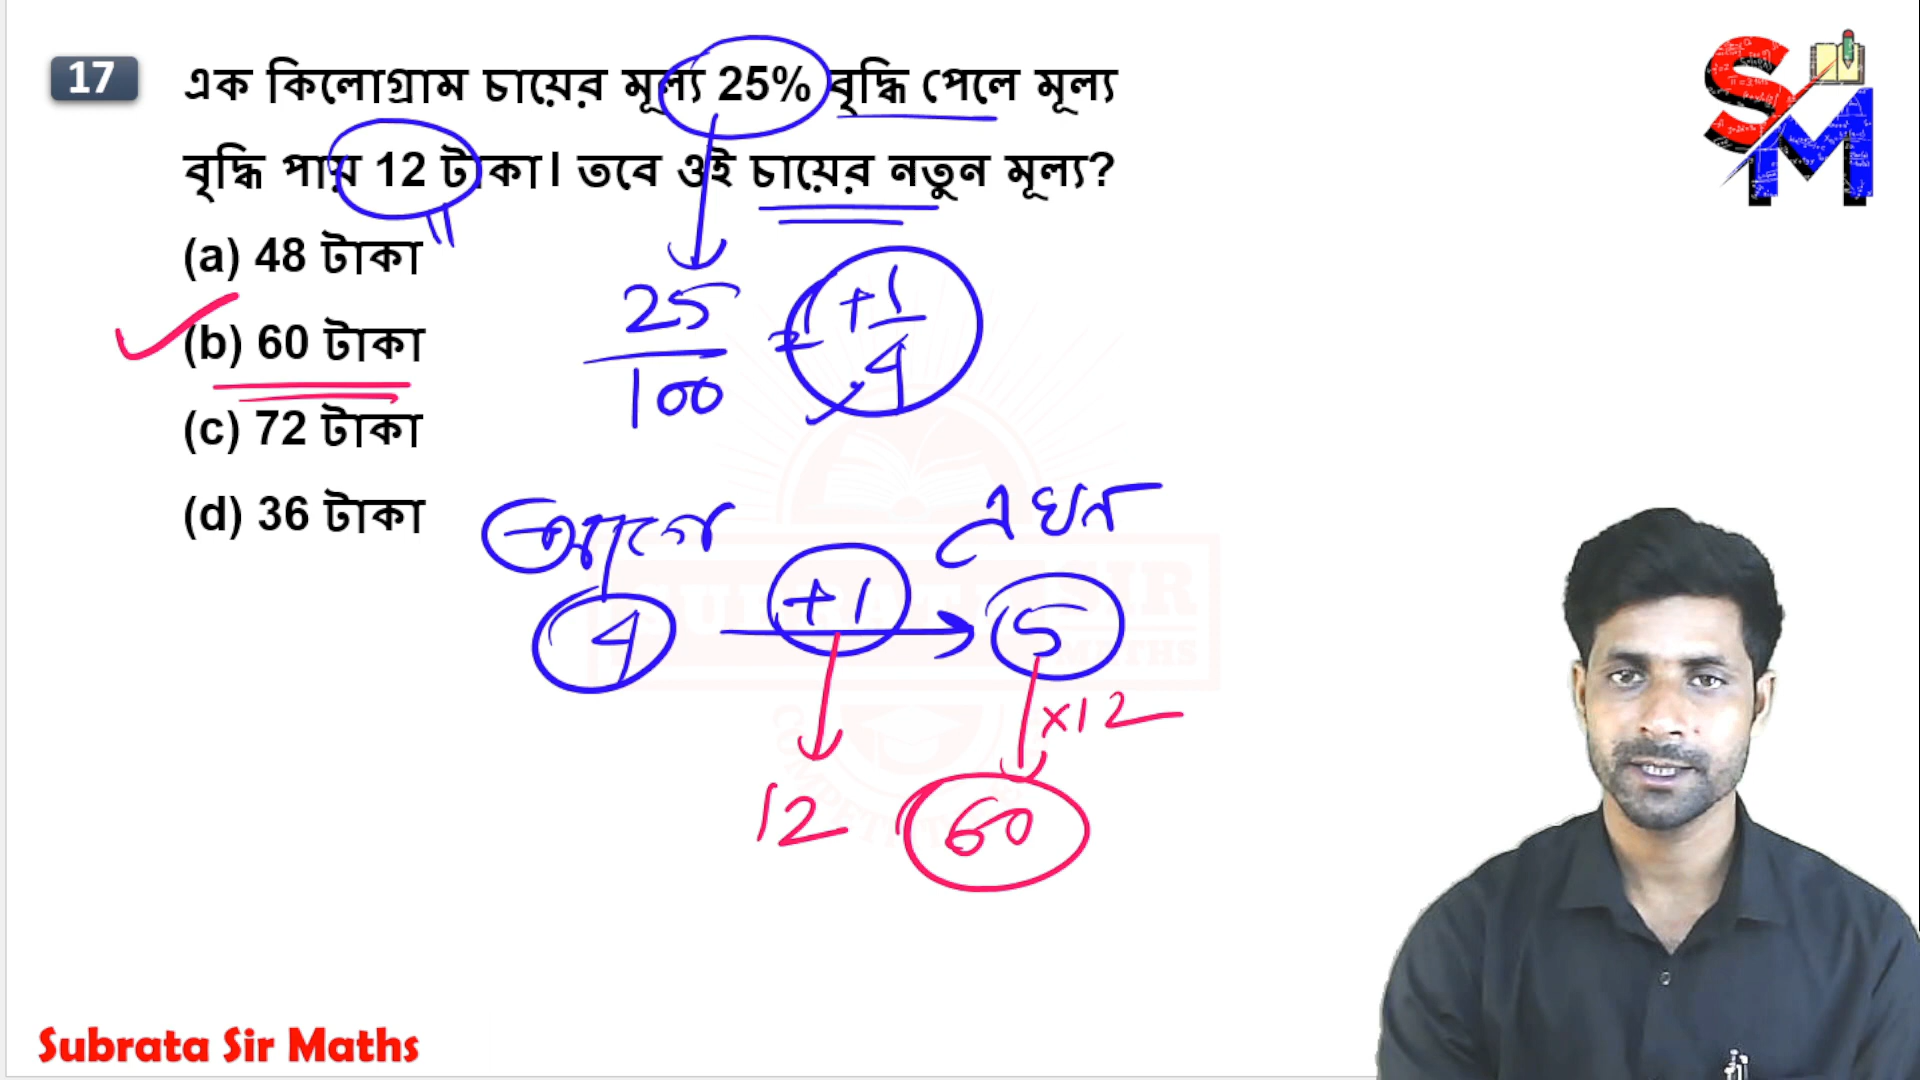 17
এক কিলোগ্রাম চায়ের মূল্য 25% বৃদ্ধি পেলে মূল্য
বৃদ্ধি পায় 12 টাকা। তবে ওই চায়ের নতুন মূল্য?
(a) 48 টাকা
(b) 60 টাকা
(c) 72 টাকা
(d) 36 টাকা
25/100 = +1/4
আগে এখন
4 +1 5
×12
12 60
SM
Subrata Sir Maths